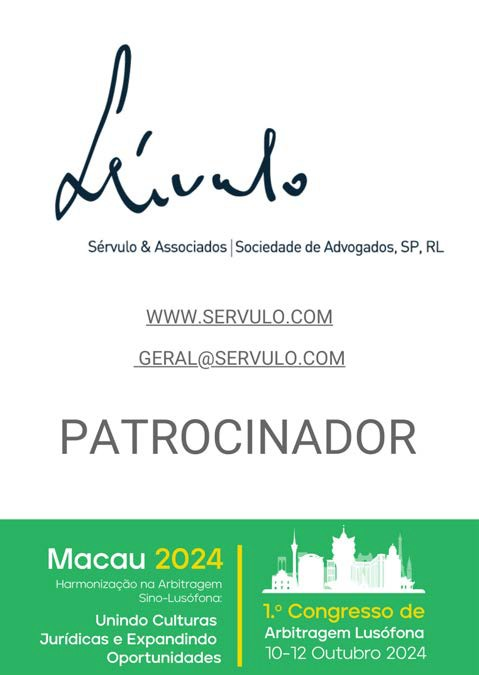 Sérvulo
Sérvulo & Associados | Sociedade de Advogados, SP, RL
WWW.SERVULO.COM
GERAL@SERVULO.COM
PATROCINADOR
Macau 2024
Harmonização na Arbitragem
Sino-Lusófona:
Unindo Culturas
Jurídicas e Expandindo
Oportunidades
1.º Congresso de
Arbitragem Lusófona
10-12 Outubro 2024